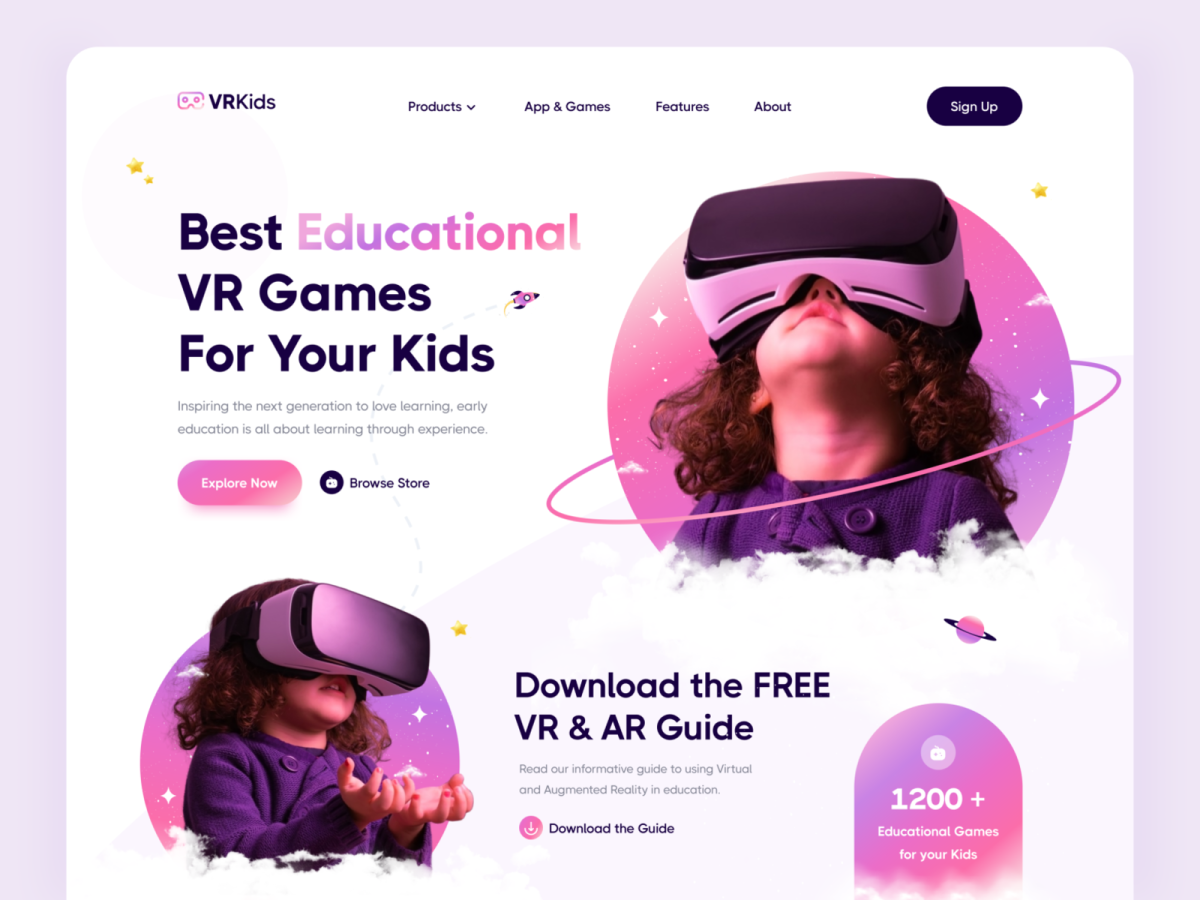 VRKids
Products
App & Games
Features
About
Sign Up
Best Educational
VR Games
For Your Kids
Inspiring the next generation to love learning, early
education is all about learning through experience.
Explore Now
Browse Store
Download the FREE
VR & AR Guide
Read our informative guide to using Virtual
and Augmented Reality in education.
Download the Guide
1200 +
Educational Games
for your Kids